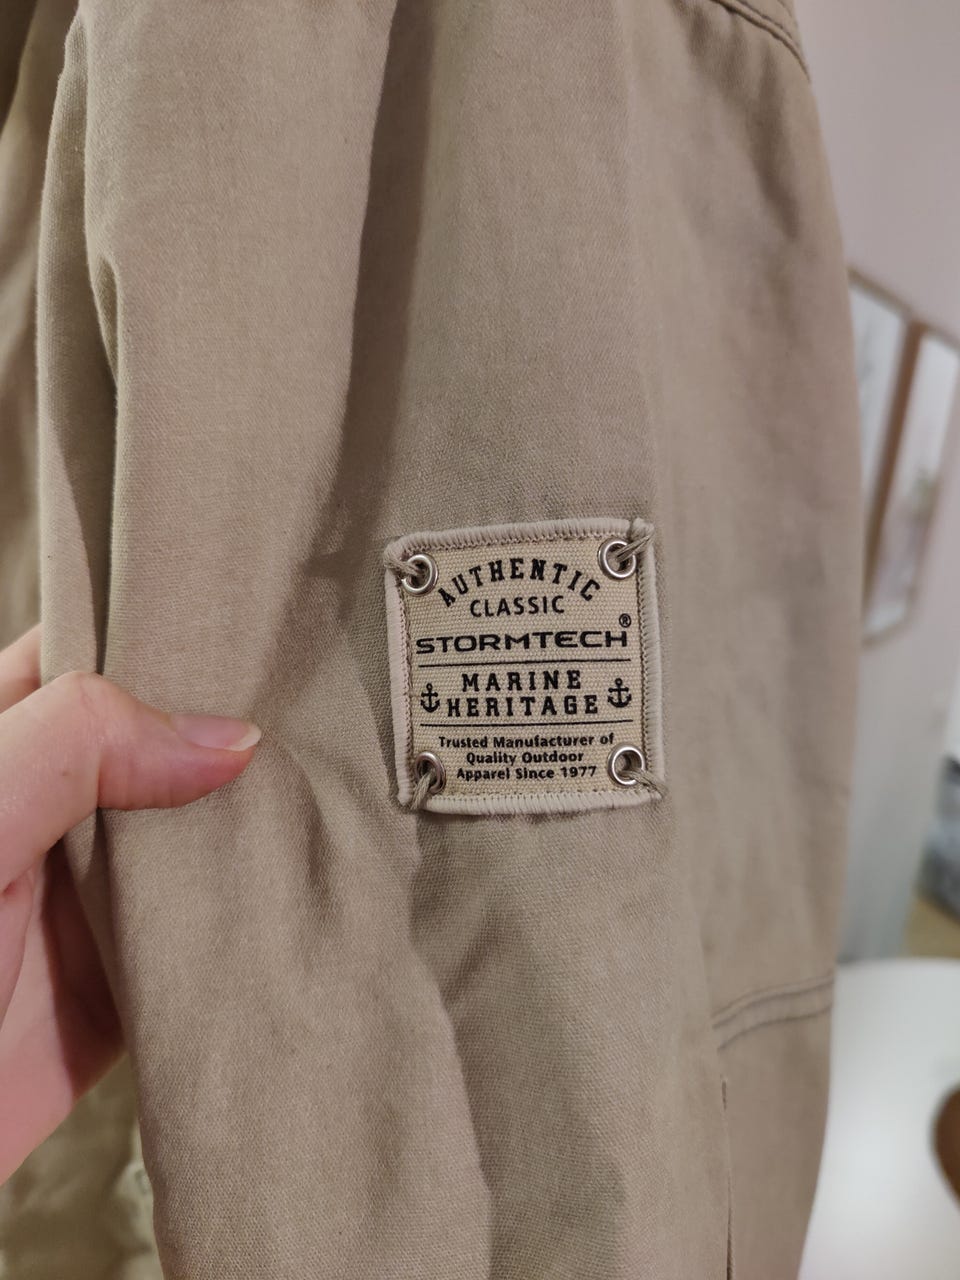 AUTHENTIC
CLASSIC
STORMTECH®
MARINE
HERITAGE
Trusted Manufacturer of
Quality Outdoor
Apparel Since 1977